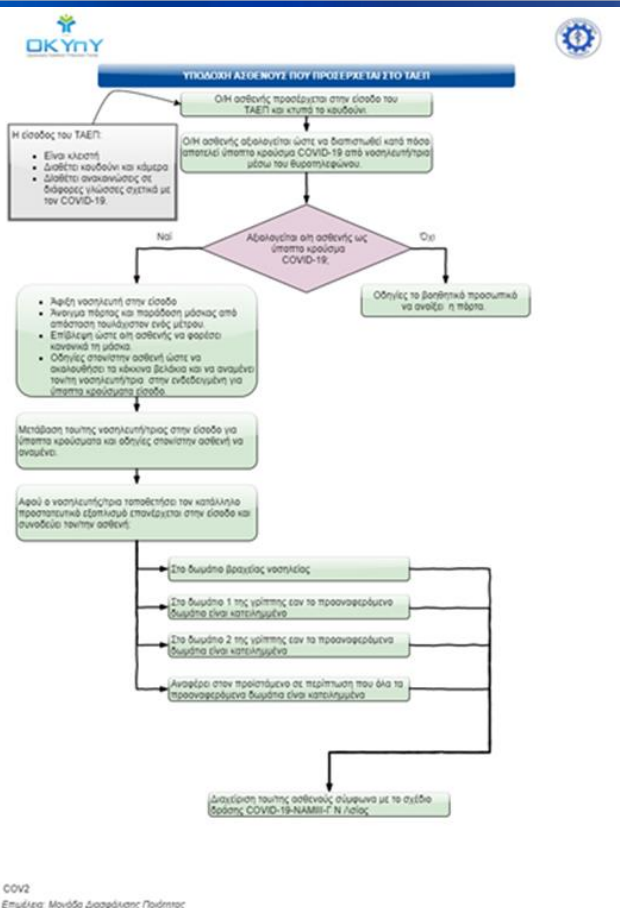 ΟΚΥπΥ
ΥΠΟΔΟΧΗ ΑΣΘΕΝΟΥΣ ΠΟΥ ΠΡΟΣΕΡΧΕΤΑΙ ΣΤΟ ΤΑΕΠ
Ο/Η ασθενής προσέρχεται στην είσοδο του
ΤΑΕΠ και κτυπά το κουδούνι.
Η είσοδος του ΤΑΕΠ:
• Είναι κλειστή
• Διαθέτει κουδούνι και κάμερα
• Διαθέτει ανακοινώσεις σε
διάφορες γλώσσες σχετικά με
τον COVID-19.
Ο/Η ασθενής αξιολογείται ώστε να διαπιστωθεί κατά πόσο
αποτελεί ύποπτο κρούσμα COVID-19 από νοσηλευτή/τρια
μέσω του θυροτηλεφώνου.
Ναί
Αξιολογείται ο/η ασθενής ως
ύποπτο κρούσμα
COVID-19;
Όχι
Οδηγίες το βοηθητικό προσωπικό
να ανοίξει η πόρτα.
• Άφιξη νοσηλευτή στην είσοδο
• Άνοιγμα πόρτας και παράδοση μάσκας από
απόσταση τουλάχιστον ενός μέτρου.
• Επίβλεψη ώστε ο/η ασθενής να φορέσει
κανονικά τη μάσκα.
• Οδηγίες στον/στην ασθενή ώστε να
ακολουθήσει τα κόκκινα βελάκια και να αναμένει
τον/τη νοσηλευτή/τρια στην ενδεδειγμένη για
ύποπτα κρούσματα είσοδο.
Μετάβαση του/της νοσηλευτή/τριας στην είσοδο για
ύποπτα κρούσματα και οδηγίες στον/στην ασθενή να
αναμένει.
Αφού ο νοσηλευτής/τρια τοποθετήσει τον κατάλληλο
προστατευτικό εξοπλισμό επανέρχεται στην είσοδο και
συνοδεύει τον/την ασθενή:
Στο δωμάτιο βραχείας νοσηλείας
Στο δωμάτιο 1 της γρίππης εαν το προαναφερόμενο
δωμάτιο είναι κατειλημμένο
Στο δωμάτιο 2 της γρίππης εαν τα προαναφερόμενα
δωμάτια είναι κατειλημμένα
Αναφέρει στον προϊστάμενο σε περίπτωση που όλα τα
προαναφερόμενα δωμάτια είναι κατειλημμένα
Διαχείριση του/της ασθενούς σύμφωνα με το σχέδιο
δράσης COVID-19-ΝΑΜΙΙΙ-Γ Ν Λ/σίας
COV2
Επιμέλεια: Μονάδα Διασφάλισης Ποιότητας